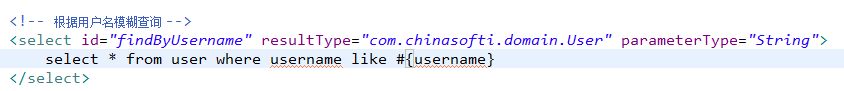 <!-- 根据用户名模糊查询 -->
<select id="findByUsername" resultType="com.chinasofti.domain.User" parameterType="String">
select * from user where username like #{username}
</select>